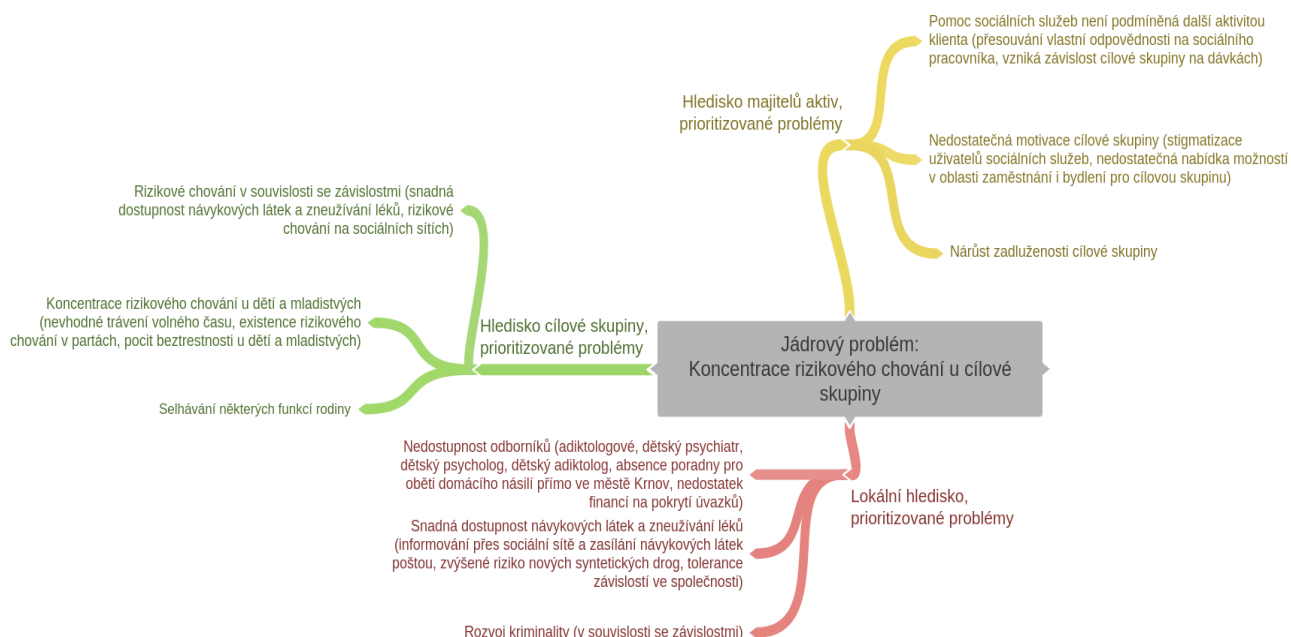 Pomoc sociálních služeb není podmíněná další aktivitou
klienta (přesouvání vlastní odpovědnosti na sociálního
pracovníka, vzniká závislost cílové skupiny na dávkách)
Hledisko majitelů aktiv,
prioritizované problémy
Nedostatečná motivace cílové skupiny (stigmatizace
uživatelů sociálních služeb, nedostatečná nabídka možností
v oblasti zaměstnání i bydlení pro cílovou skupinu)
Nárůst zadluženosti cílové skupiny
Rizikové chování v souvislosti se závislostmi (snadná
dostupnost návykových látek a zneužívání léků, rizikové
chování na sociálních sítích)
Koncentrace rizikového chování u dětí a mladistvých
(nevhodné trávení volného času, existence rizikového
chování v partách, pocit beztrestnosti u dětí a mladistvých)
Hledisko cílové skupiny,
prioritizované problémy
Selhávání některých funkcí rodiny
Jádrový problém:
Koncentrace rizikového chování u cílové
skupiny
Nedostupnost odborníků (adiktologové, dětský psychiatr,
dětský psycholog, dětský adiktolog, absence poradny pro
oběti domácího násilí přímo ve městě Krnov, nedostatek
financí na pokrytí úvazků)
Lokální hledisko,
prioritizované problémy
Snadná dostupnost návykových látek a zneužívání léků
(informování přes sociální sítě a zasílání návykových látek
poštou, zvýšené riziko nových syntetických drog, tolerance
závislostí ve společnosti)
Rozvoj kriminality (v souvislosti se závislostmi)